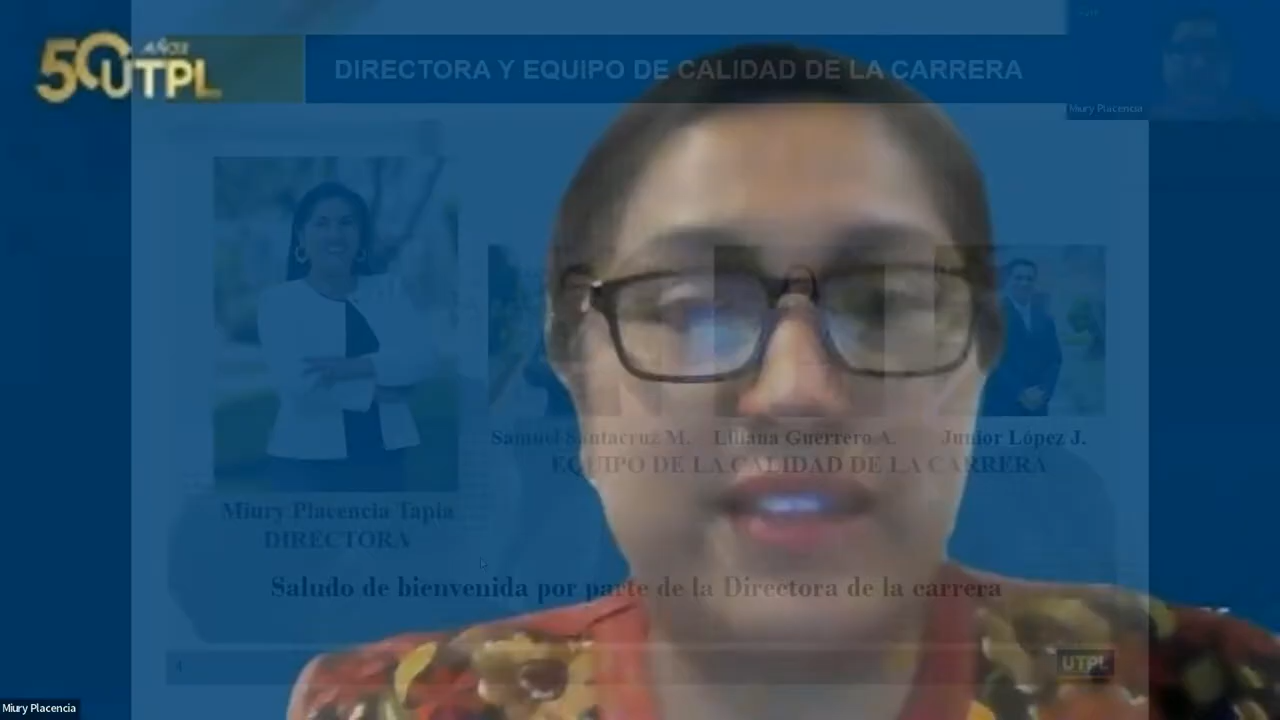 50 AÑOS
UTPL
DIRECTORA Y EQUIPO DE CALIDAD DE LA CARRERA
Miury Placencia
Samuel Santacruz M.
Liliana Guerrero A.
Junior López J.
EQUIPO DE LA CALIDAD DE LA CARRERA
Miury Placencia Tapia
DIRECTORA
Saludo de bienvenida por parte de la Directora de la carrera
4
UTPL
Miury Placencia